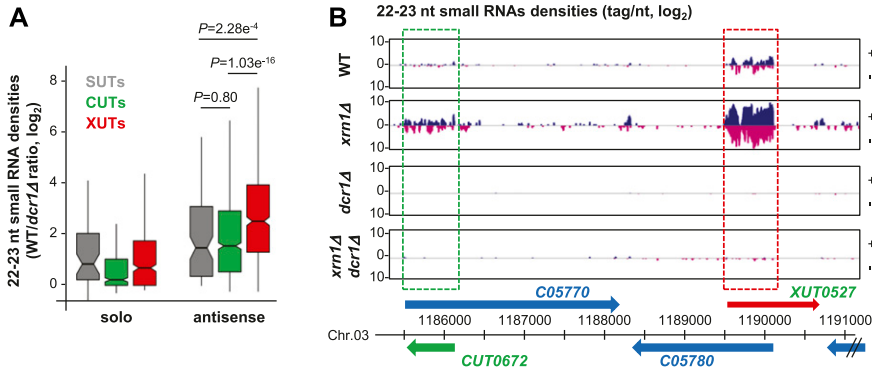 A
P=2.28e-4
P=1.03e-16
P=0.80
SUTs
CUTs
XUTs
22-23 nt small RNA densities
(WT/dcr1Δ ratio, log2)
8
6
4
2
0
solo
antisense
B
22-23 nt small RNAs densities (tag/nt, log2)
WT
10
0
10
+
-
xrn1Δ
10
0
10
+
-
dcr1Δ
10
0
10
+
-
xrn1Δ
dcr1Δ
10
0
10
+
-
C05770
XUT0527
Chr.03
1186000
1187000
1188000
1189000
1190000
1191000
CUT0672
C05780